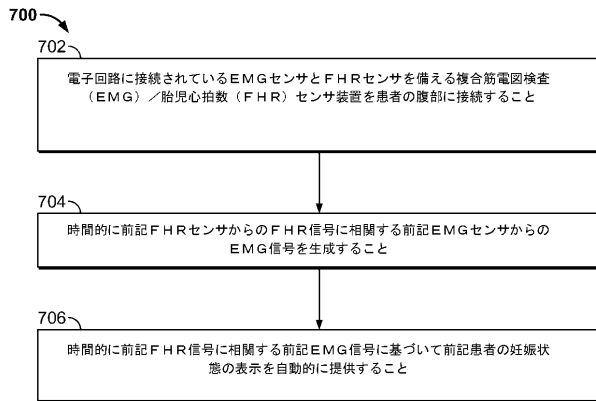 700
702
電子回路に接続されているＥＭＧセンサとＦＨＲセンサを備える複合筋電図検査
（ＥＭＧ）／胎児心拍数（ＦＨＲ）センサ装置を患者の腹部に接続すること
704
時間的に前記ＦＨＲセンサからのＦＨＲ信号に相関する前記ＥＭＧセンサからの
ＥＭＧ信号を生成すること
706
時間的に前記ＦＨＲ信号に相関する前記ＥＭＧ信号に基づいて前記患者の妊娠状
態の表示を自動的に提供すること